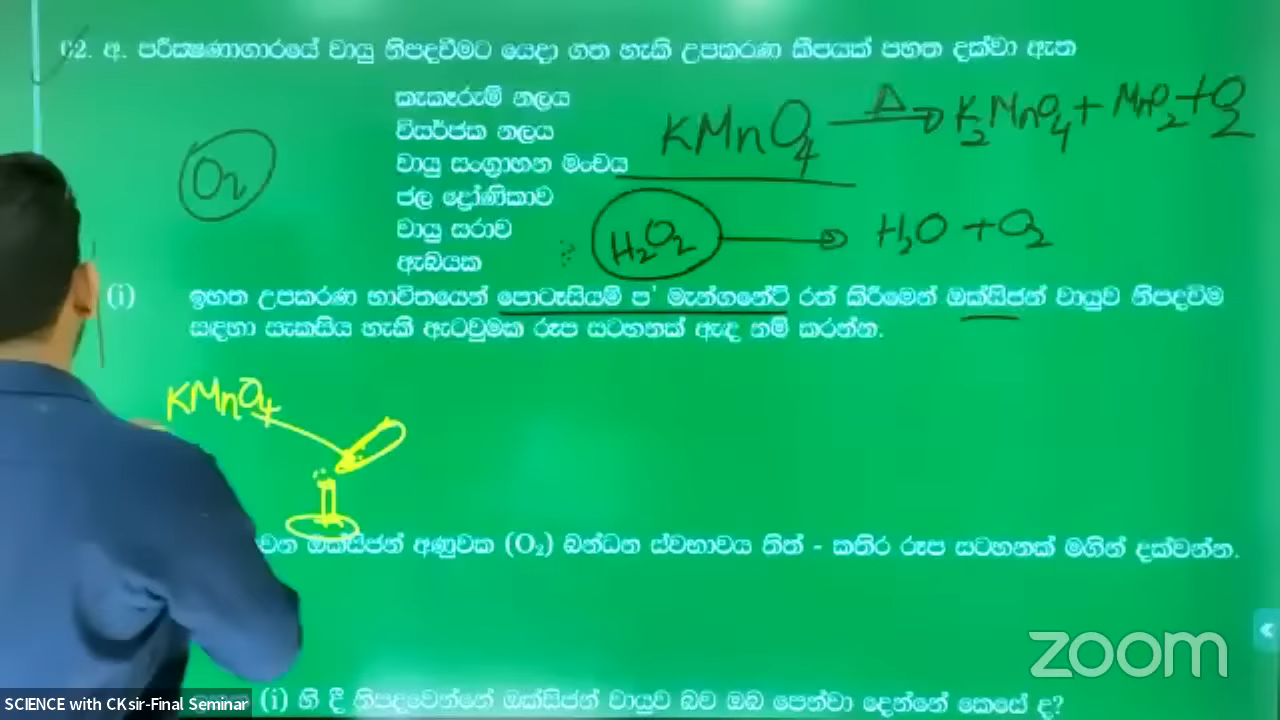 02. අ. පරීක්ෂණාගාරයේ වායු නිපදවීමට යෙදා ගත හැකි උපකරණ කීපයක් පහත දක්වා ඇත
කැකෑරුම් නලය
විසර්ජක නලය
වායු සංග්‍රාහන මංචය
ජල ද්‍රෝණිකාව
වායු සරාව
ඇබයක
KMnO4 Δ→ K2MnO4 + MnO2 + O2
O2
H2O2 → H2O + O2
(i) ඉහත උපකරණ භාවිතයෙන් පොටෑසියම් ප' මැන්ගනේට් රත් කිරීමෙන් ඔක්සිජන් වායුව නිපදවීම
සඳහා සැකසිය හැකි ඇටවුමක රූප සටහනක් ඇඳ නම් කරන්න.
KMnO4
ඔක්සිජන් අණුවක (O₂) බන්ධන ස්වභාවය තිත් - කතිර රූප සටහනක් මගින් දක්වන්න.
(i) හි දී නිපදවෙන්නේ ඔක්සිජන් වායුව බව ඔබ පෙන්වා දෙන්නේ කෙසේ ද?
zoom
SCIENCE with CKsir-Final Seminar